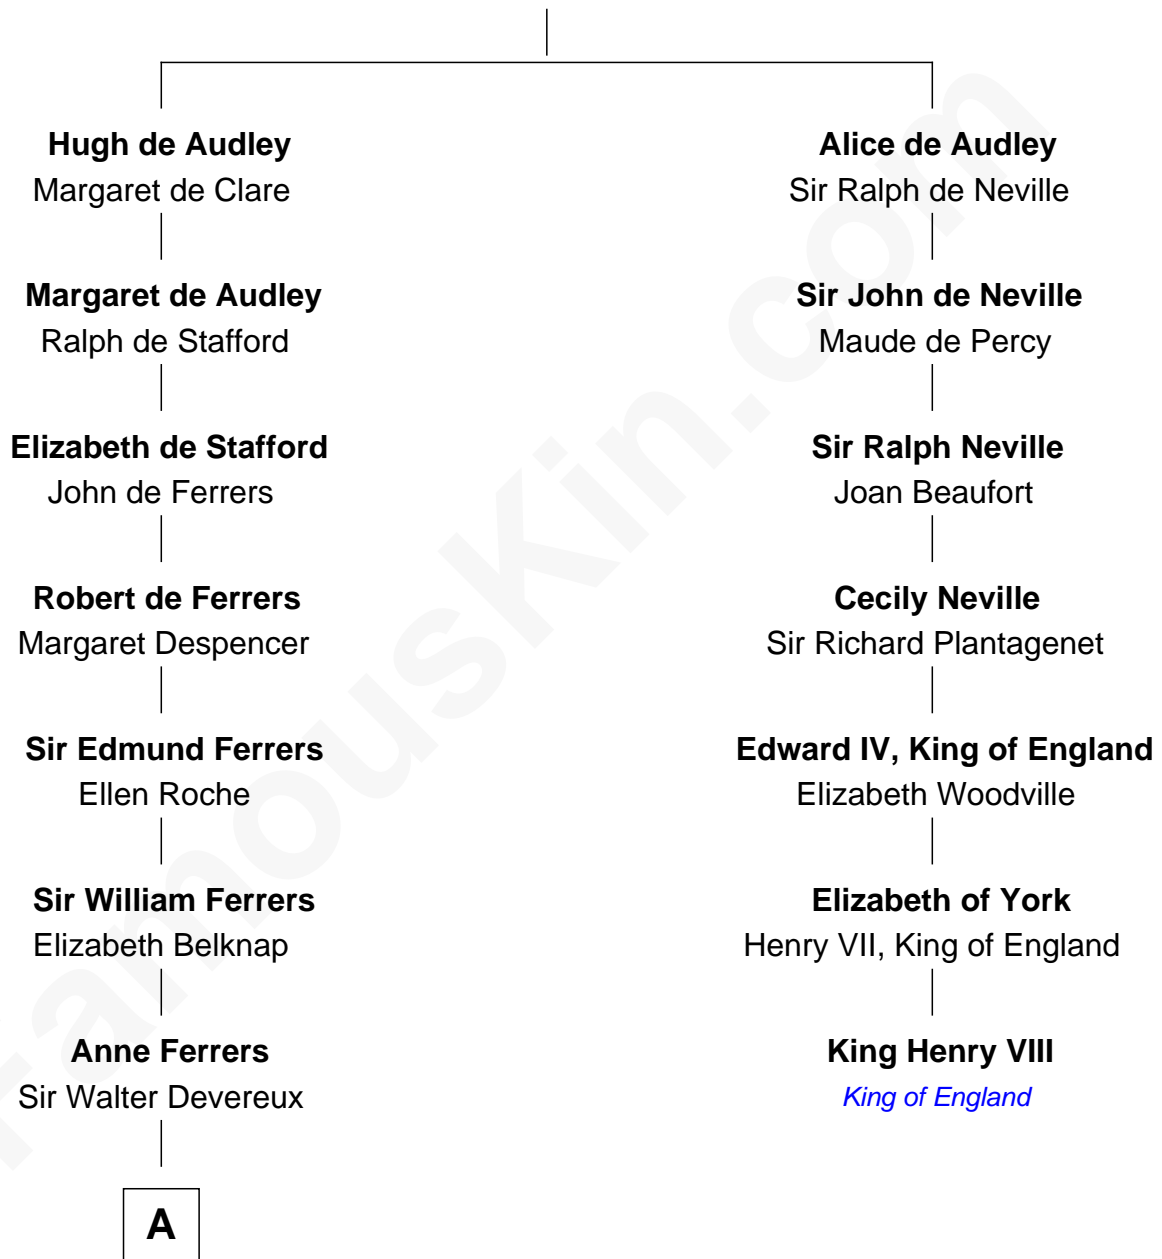 Hugh de Audley
Margaret de Clare
Margaret de Audley
Ralph de Stafford
Elizabeth de Stafford
John de Ferrers
Robert de Ferrers
Margaret Despencer
Sir Edmund Ferrers
Ellen Roche
Sir William Ferrers
Elizabeth Belknap
Anne Ferrers
Sir Walter Devereux
A
Alice de Audley
Sir Ralph de Neville
Sir John de Neville
Maude de Percy
Sir Ralph Neville
Joan Beaufort
Cecily Neville
Sir Richard Plantagenet
Edward IV, King of England
Elizabeth Woodville
Elizabeth of York
Henry VII, King of England
King Henry VIII
King of England
FamousKin.com